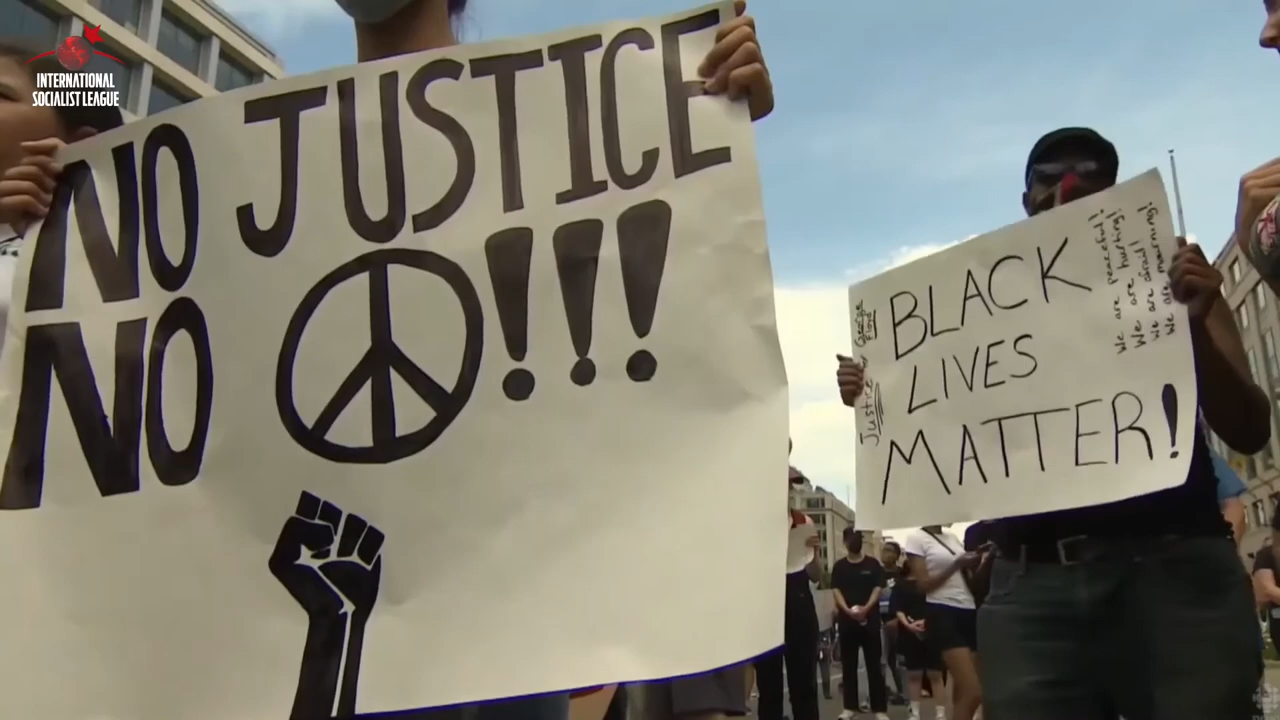 INTERNATIONAL
SOCIALIST LEAGUE
NO JUSTICE
NO !!!
BLACK
LIVES
MATTER!
We are peaceful!
We are hurting!
We are afraid!
We are mourning!
Justice
George
Floyd